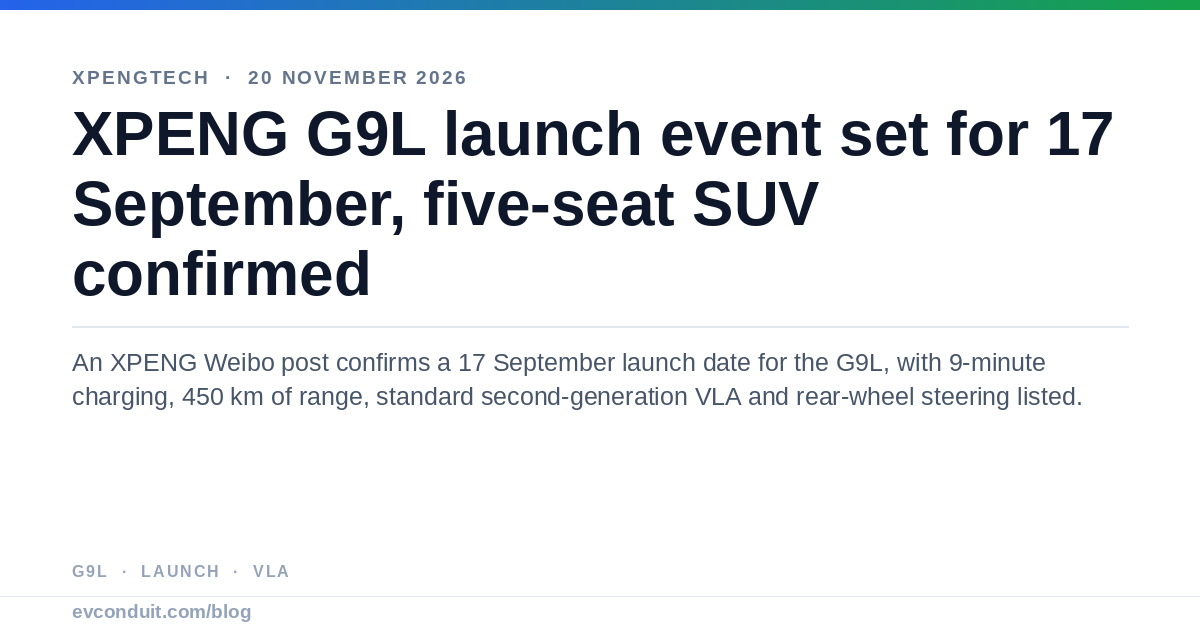 XPENGTECH · 20 NOVEMBER 2026
XPENG G9L launch event set for 17
September, five-seat SUV
confirmed
An XPENG Weibo post confirms a 17 September launch date for the G9L, with 9-minute
charging, 450 km of range, standard second-generation VLA and rear-wheel steering listed.
G9L · LAUNCH · VLA
evconduit.com/blog